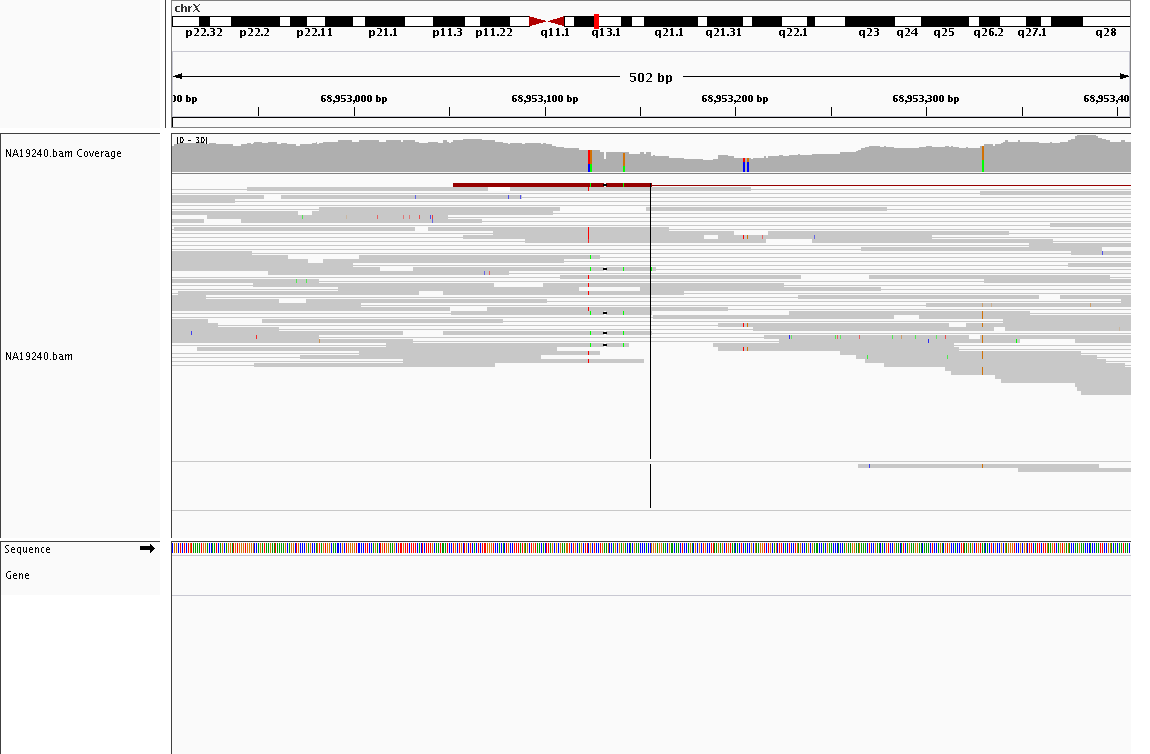 chrX
p22.32 p22.2 p22.11 p21.1 p11.3 p11.22 q11.1 q13.1 q21.1 q21.31 q22.1 q23 q24 q25 q26.2 q27.1 q28
502 bp
00 bp 68,953,000 bp 68,953,100 bp 68,953,200 bp 68,953,300 bp 68,953,40
[0 - 30]
NA19240.bam Coverage
NA19240.bam
Sequence
Gene